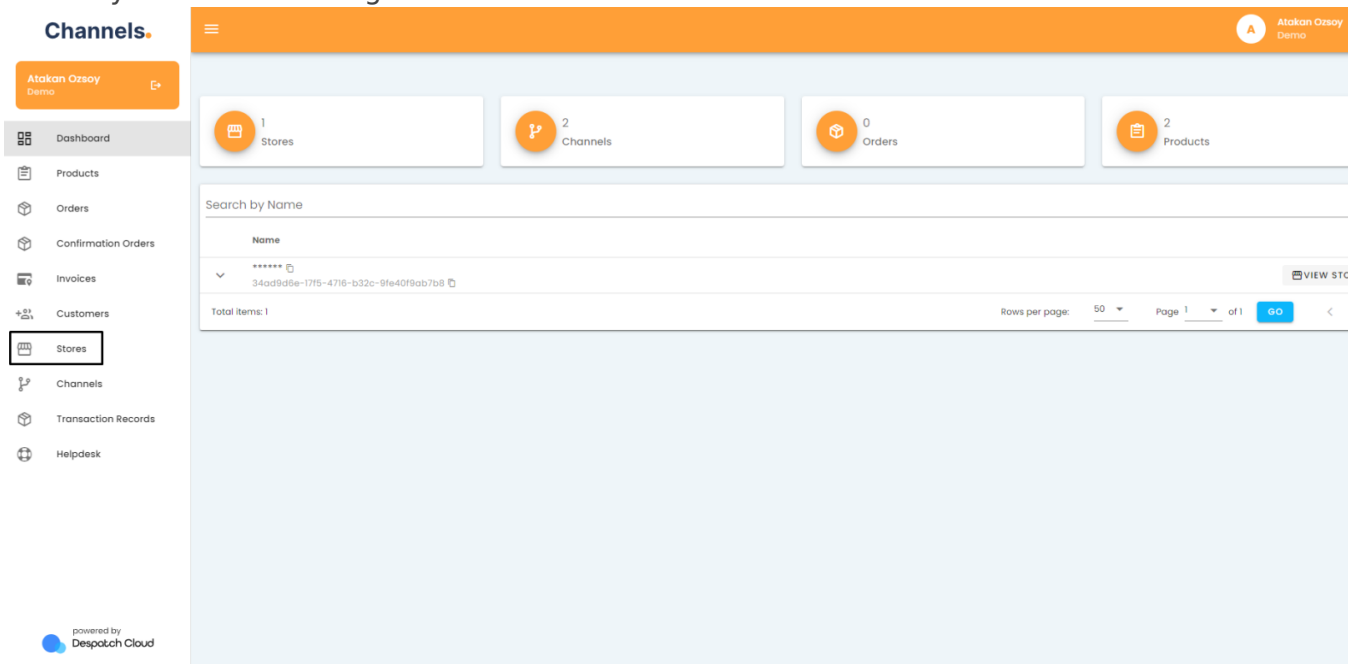 Channels.
Atakan Ozsoy
Demo
A
Atakan Ozsoy
Demo
Dashboard
Products
Orders
Confirmation Orders
Invoices
Customers
Stores
Channels
Transaction Records
Helpdesk
powered by
Despatch Cloud
1
Stores
2
Channels
0
Orders
2
Products
Search by Name
Name
******
34ad9d6e-17f5-4716-b32c-9fe40f9ab7b8
VIEW STO
Total items: 1
Rows per page: 50 Page 1 of 1 GO